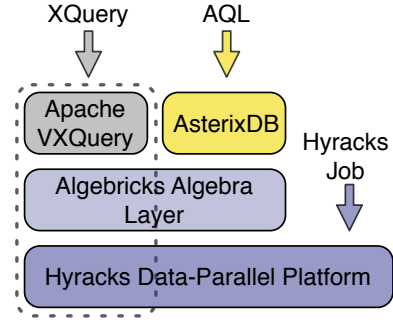 XQuery
AQL
Apache
VXQuery
AsterixDB
Hyracks
Job
Algebricks Algebra
Layer
Hyracks Data-Parallel Platform